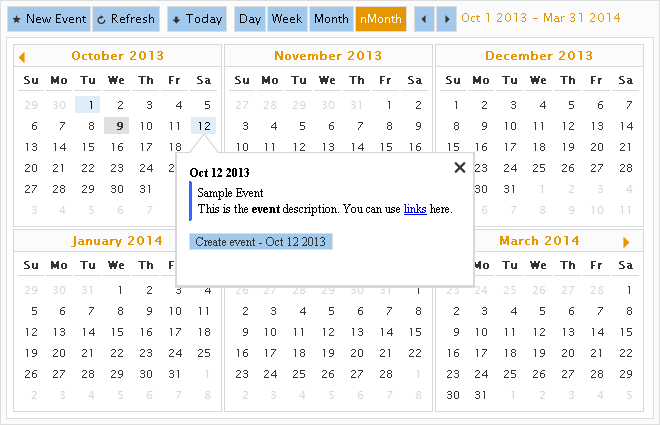 New Event Refresh Today Day Week Month nMonth Oct 1 2013 – Mar 31 2014
October 2013 November 2013 December 2013
Su Mo Tu We Th Fr Sa Su Mo Tu We Th Fr Sa Su Mo Tu We Th Fr Sa
29 30 1 2 3 4 5 27 28 29 30 31 1 2 1 2 3 4 5 6 7
6 7 8 9 10 11 12 3 4 5 6 7 8 9 8 9 10 11 12 13 14
13 14 15 16 17 18 15 16 17 18 19 20 21
20 21 22 23 24 25 24 25 26 27 28
27 28 29 30 31 30 31 1 2 3 4
3 4 5 6 7 8 7 8 9 10 11
Oct 12 2013
Sample Event
This is the event description. You can use links here.
Create event - Oct 12 2013
January 2014 March 2014
Su Mo Tu We Th Fr Su Mo Tu We Th Fr Sa
29 30 31 1 2 3 4 26 27 28 29 30 31 1 23 24 25 26 27 28 1
5 6 7 8 9 10 11 2 3 4 5 6 7 8 2 3 4 5 6 7 8
12 13 14 15 16 17 18 9 10 11 12 13 14 15 9 10 11 12 13 14 15
19 20 21 22 23 24 25 16 17 18 19 20 21 22 16 17 18 19 20 21 22
26 27 28 29 30 31 1 23 24 25 26 27 28 1 23 24 25 26 27 28 29
2 3 4 5 6 7 8 2 3 4 5 6 7 8 30 31 1 2 3 4 5